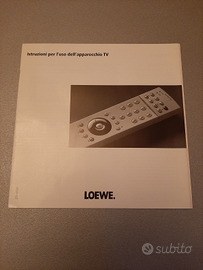 Istruzioni per l'uso dell'apparecchio TV
LOEWE.
subito